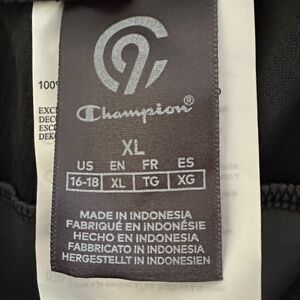 C9
Champion®
XL
US EN FR ES
16-18 XL TG XG
MADE IN INDONESIA
FABRIQUÉ EN INDONÉSIE
HECHO EN INDONESIA
FABBRICATO IN INDONESIA
HERGESTELLT IN INDONESIEN